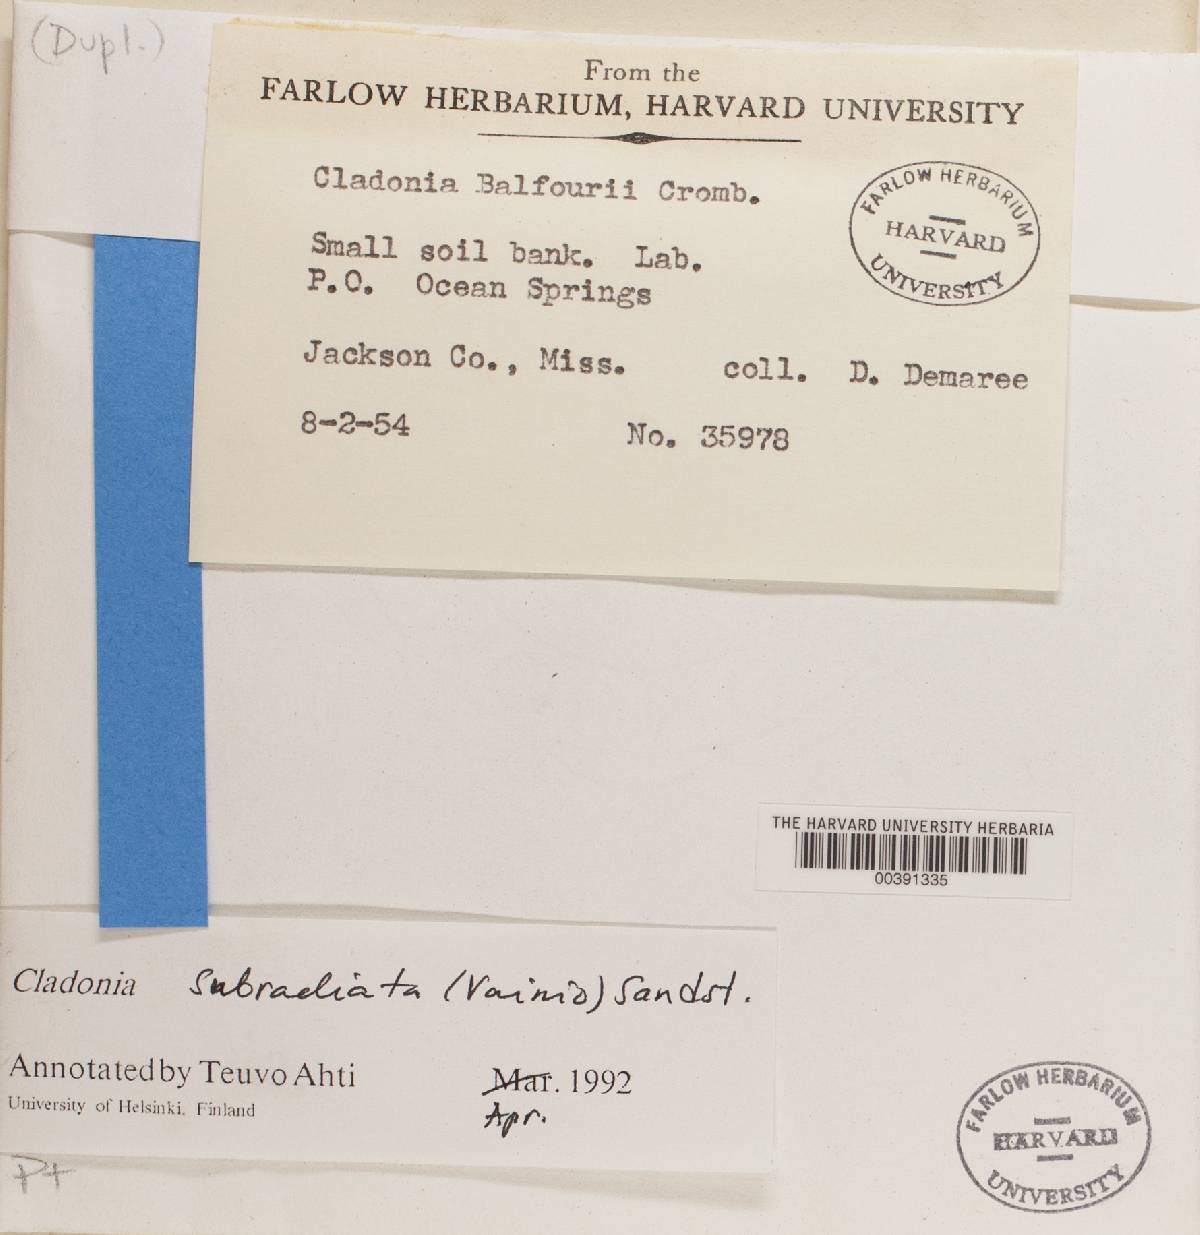 (Dupl.)
From the
FARLOW HERBARIUM, HARVARD UNIVERSITY
Cladonia Balfourii Cromb.
FARLOW HERBARIUM
HARVARD
UNIVERSITY
Small soil bank. Lab.
P.O. Ocean Springs
Jackson Co., Miss. coll. D. Demaree
8-2-54 No. 35978
THE HARVARD UNIVERSITY HERBARIA
00391335
Cladonia subradiata (Vainio) Sandst.
Annotated by Teuvo Ahti Mar. 1992
Apr.
University of Helsinki, Finland
P+
FARLOW HERBARIUM
HARVARD
UNIVERSITY